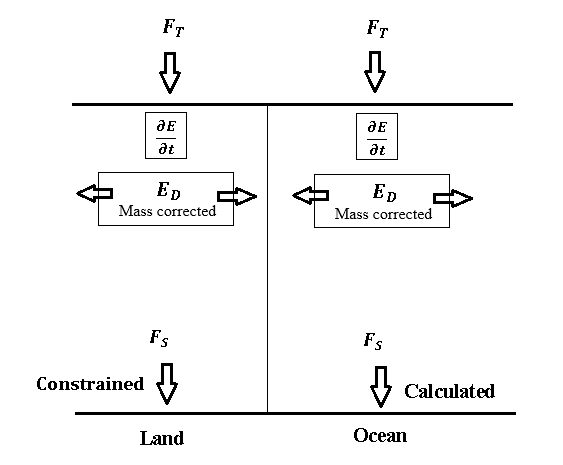 F_T F_T
∂E/∂t ∂E/∂t
E_D E_D
Mass corrected Mass corrected
F_S F_S
Constrained Calculated
Land Ocean